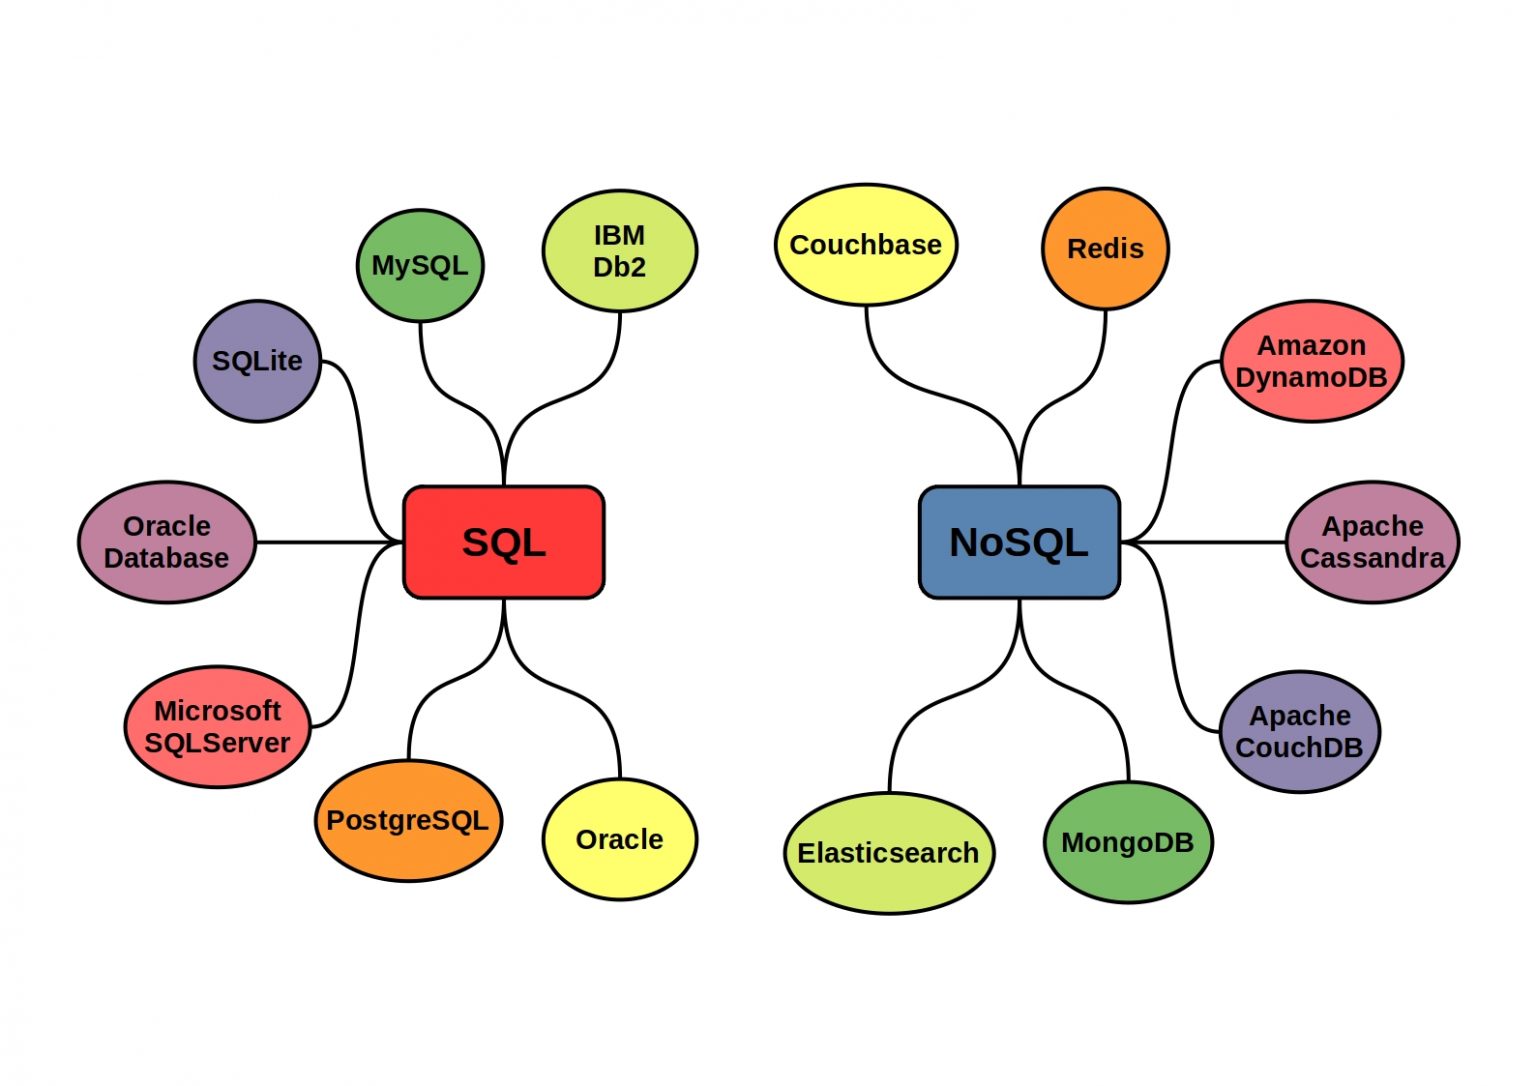 MySQL
IBM
Db2
SQLite
Oracle
Database
SQL
Microsoft
SQLServer
PostgreSQL
Oracle
Couchbase
Redis
Amazon
DynamoDB
NoSQL
Apache
Cassandra
Apache
CouchDB
Elasticsearch
MongoDB